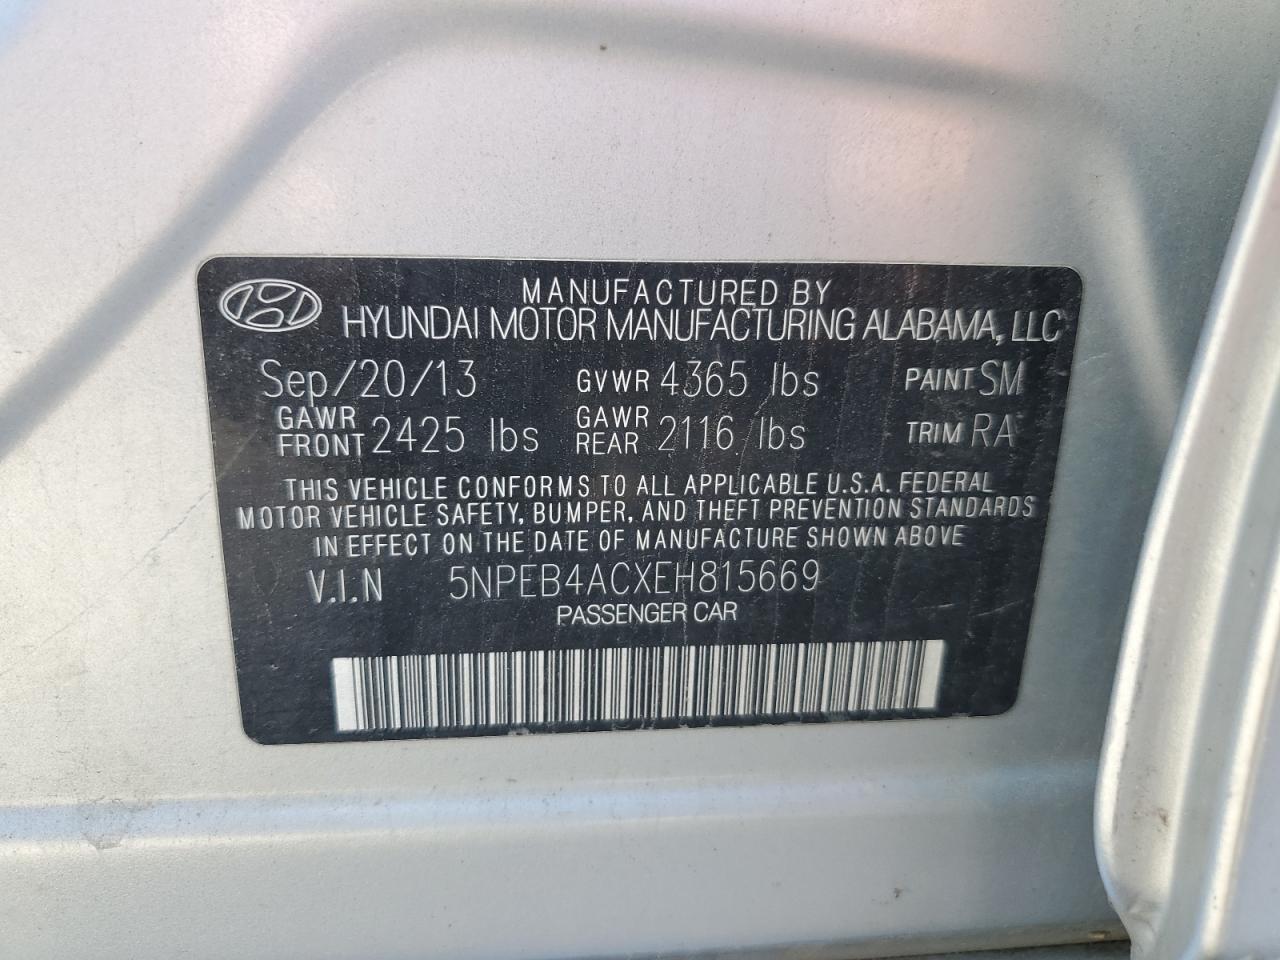 MANUFACTURED BY
HYUNDAI MOTOR MANUFACTURING ALABAMA, LLC
Sep/20/13 GVWR 4365 lbs PAINT SM
GAWR FRONT 2425 lbs GAWR REAR 2116 lbs TRIM RA
THIS VEHICLE CONFORMS TO ALL APPLICABLE U.S.A. FEDERAL
MOTOR VEHICLE SAFETY, BUMPER, AND THEFT PREVENTION STANDARDS
IN EFFECT ON THE DATE OF MANUFACTURE SHOWN ABOVE
V.I.N 5NPEB4ACXEH815669
PASSENGER CAR